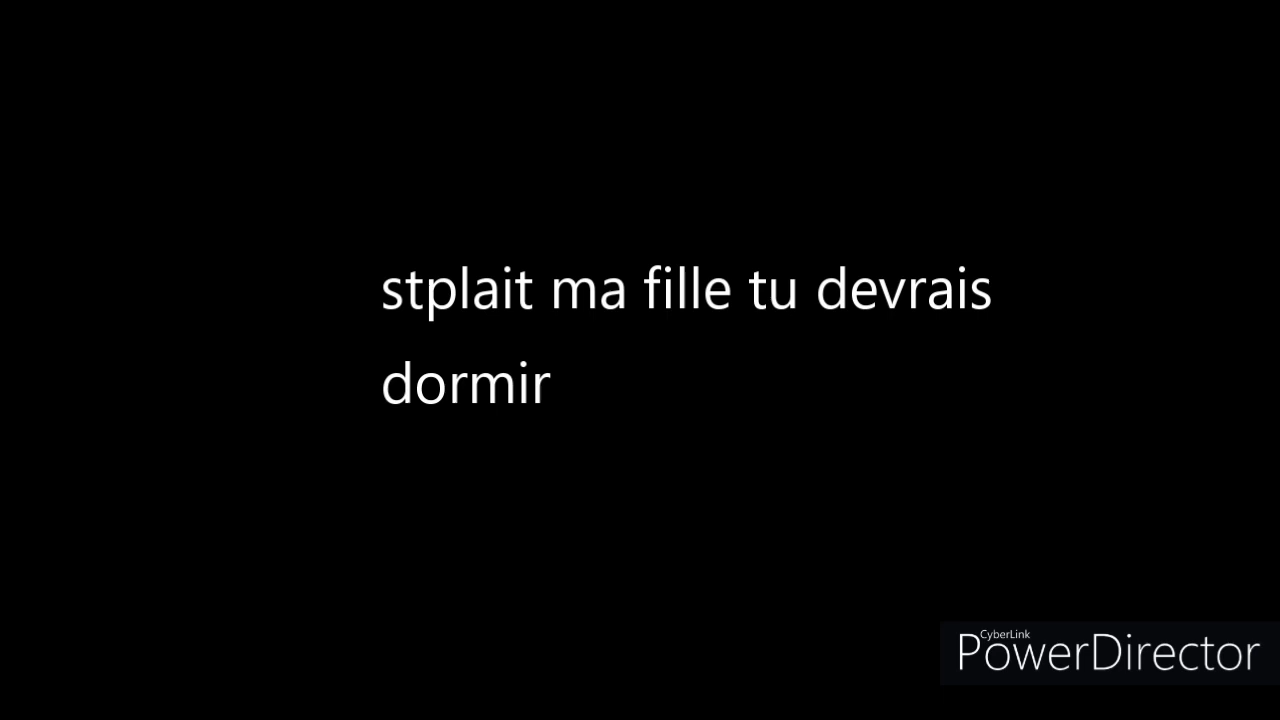 stplait ma fille tu devrais
dormir
CyberLink
PowerDirector